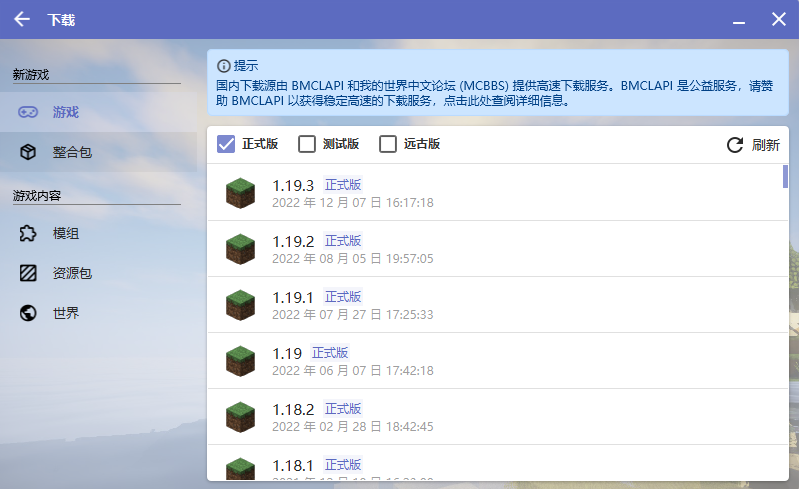 下载
新游戏
游戏
整合包
游戏内容
模组
资源包
世界
提示
国内下载源由 BMCLAPI 和我的世界中文论坛 (MCBBS) 提供高速下载服务。BMCLAPI 是公益服务，请赞
助 BMCLAPI 以获得稳定高速的下载服务，点击此处查阅详细信息。
正式版 测试版 远古版 刷新
1.19.3 正式版
2022 年 12 月 07 日 16:17:18
1.19.2 正式版
2022 年 08 月 05 日 19:57:05
1.19.1 正式版
2022 年 07 月 27 日 17:25:33
1.19 正式版
2022 年 06 月 07 日 17:42:18
1.18.2 正式版
2022 年 02 月 28 日 18:42:45
1.18.1 正式版